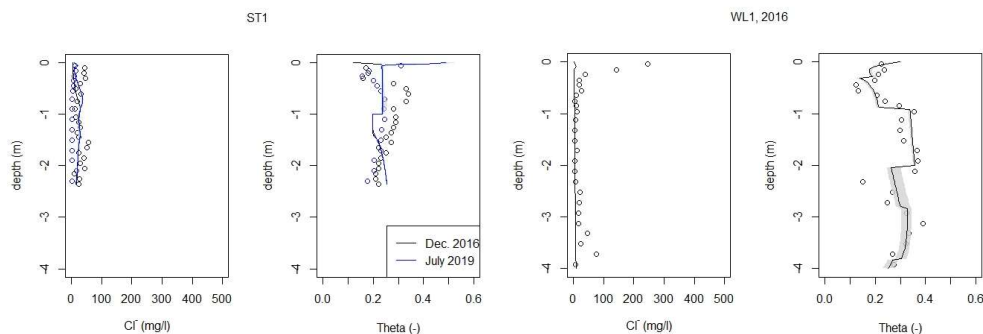 ST1
WL1, 2016
depth (m)
0
-1
-2
-3
-4
0 100 200 300 400 500
Cl⁻ (mg/l)
depth (m)
0
-1
-2
-3
-4
0.0 0.2 0.4 0.6
Theta (-)
Dec. 2016
July 2019
depth (m)
0
-1
-2
-3
-4
0 100 200 300 400 500
Cl⁻ (mg/l)
depth (m)
0
-1
-2
-3
-4
0.0 0.2 0.4 0.6
Theta (-)